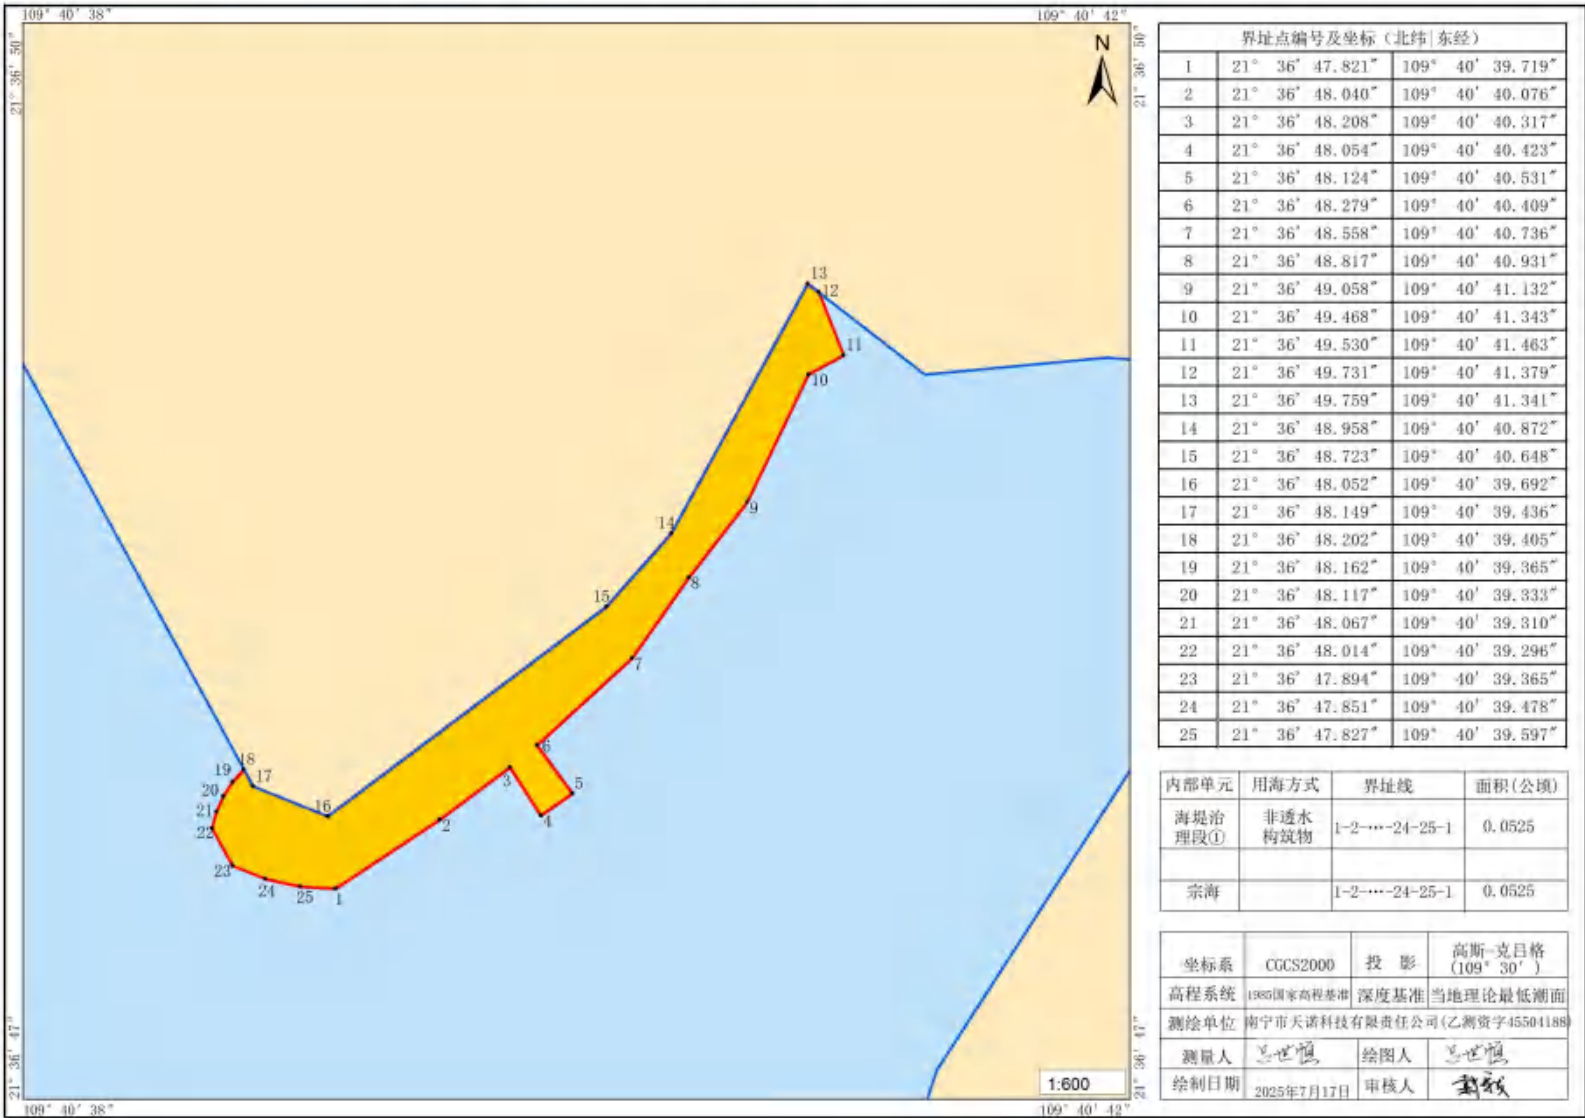 109° 40′ 38″
109° 40′ 42″
21° 36′ 50″
21° 36′ 50″
N
13
12
11
10
9
14
8
15
7
6
5
4
3
2
16
17
18
19
20
21
22
23
24
25
1
21° 36′ 47″
21° 36′ 47″
1:600
109° 40′ 38″
109° 40′ 42″
界址点编号及坐标（北纬|东经）
1 21° 36′ 47.821″ 109° 40′ 39.719″
2 21° 36′ 48.040″ 109° 40′ 40.076″
3 21° 36′ 48.208″ 109° 40′ 40.317″
4 21° 36′ 48.054″ 109° 40′ 40.423″
5 21° 36′ 48.124″ 109° 40′ 40.531″
6 21° 36′ 48.279″ 109° 40′ 40.409″
7 21° 36′ 48.558″ 109° 40′ 40.736″
8 21° 36′ 48.817″ 109° 40′ 40.931″
9 21° 36′ 49.058″ 109° 40′ 41.132″
10 21° 36′ 49.468″ 109° 40′ 41.343″
11 21° 36′ 49.530″ 109° 40′ 41.463″
12 21° 36′ 49.731″ 109° 40′ 41.379″
13 21° 36′ 49.759″ 109° 40′ 41.341″
14 21° 36′ 48.958″ 109° 40′ 40.872″
15 21° 36′ 48.723″ 109° 40′ 40.648″
16 21° 36′ 48.052″ 109° 40′ 39.692″
17 21° 36′ 48.149″ 109° 40′ 39.436″
18 21° 36′ 48.202″ 109° 40′ 39.405″
19 21° 36′ 48.162″ 109° 40′ 39.365″
20 21° 36′ 48.117″ 109° 40′ 39.333″
21 21° 36′ 48.067″ 109° 40′ 39.310″
22 21° 36′ 48.014″ 109° 40′ 39.296″
23 21° 36′ 47.894″ 109° 40′ 39.365″
24 21° 36′ 47.851″ 109° 40′ 39.478″
25 21° 36′ 47.827″ 109° 40′ 39.597″
内部单元 用海方式 界址线 面积(公顷)
海堤治理段① 非透水构筑物 1-2-…-24-25-1 0.0525
宗海 1-2-…-24-25-1 0.0525
坐标系 CGCS2000 投 影 高斯-克吕格(109° 30′)
高程系统 1985国家高程基准 深度基准 当地理论最低潮面
测绘单位 南宁市天诺科技有限责任公司(乙测资字45504188)
测量人 绘图人
绘制日期 2025年7月17日 审核人